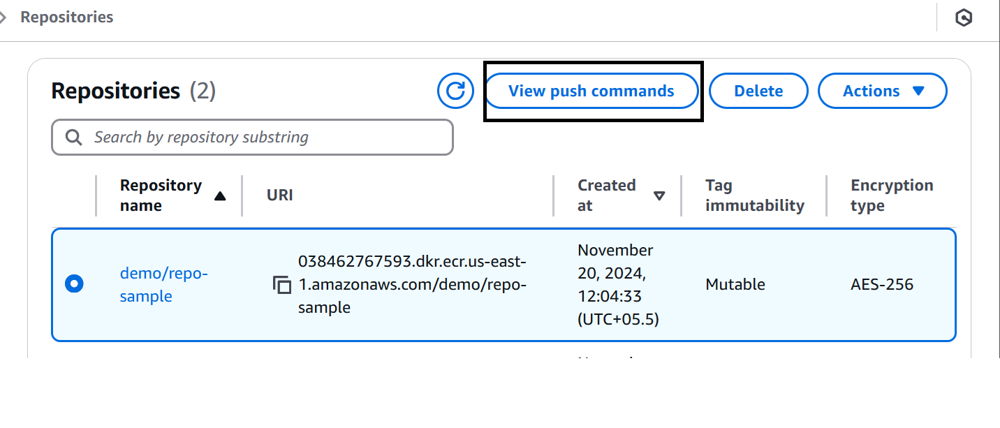 Repositories
Repositories (2)
View push commands
Delete
Actions
Search by repository substring
Repository name
URI
Created at
Tag immutability
Encryption type
demo/repo-
sample
038462767593.dkr.ecr.us-east-
1.amazonaws.com/demo/repo-
sample
November
20, 2024,
12:04:33
(UTC+05.5)
Mutable
AES-256